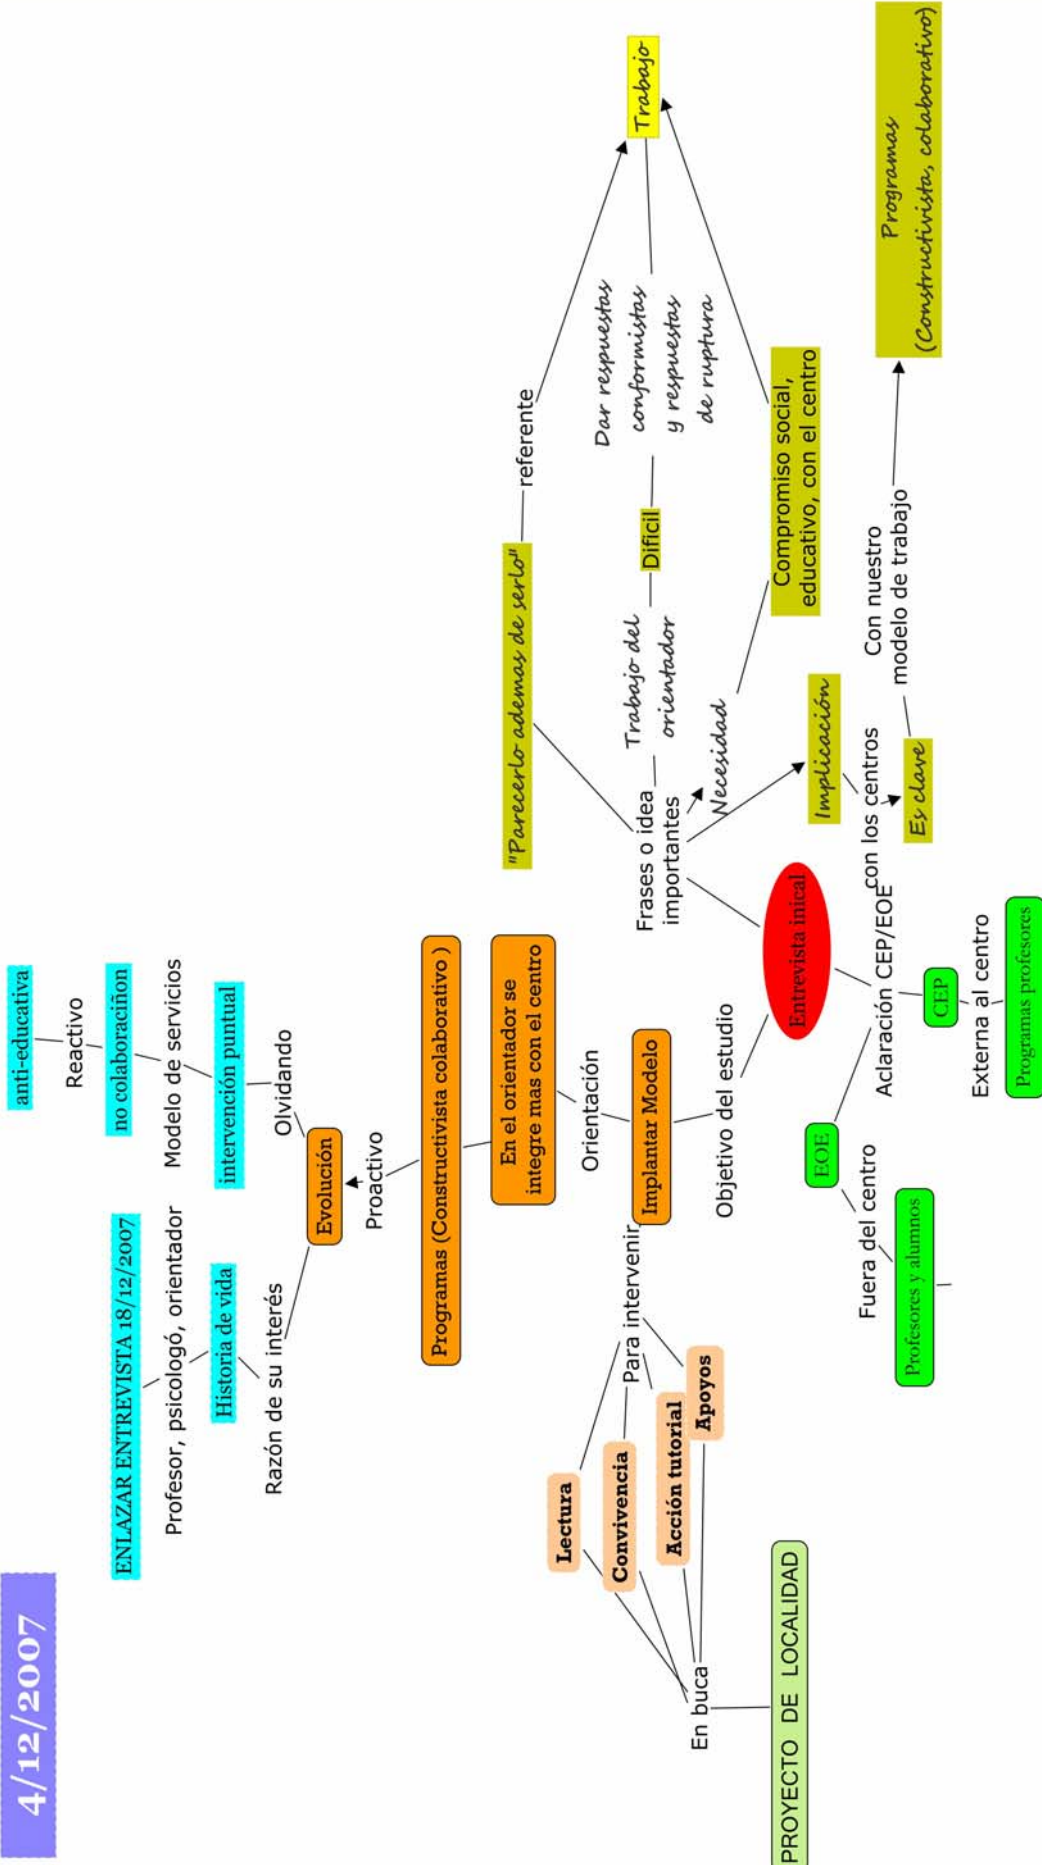 4/12/2007
ENLAZAR ENTREVISTA 18/12/2007
Profesor, psicologó, orientador
Historia de vida
Razón de su interés
anti-educativa
Reactivo
no colaboraciñon
Modelo de servicios
intervención puntual
Olvidando
Evolución
Proactivo
Programas (Constructivista colaborativo )
En el orientador se
integre mas con el centro
Orientación
Implantar Modelo
Objetivo del estudio
Para intervenir
Lectura
Convivencia
Acción tutorial
Apoyos
En buca
PROYECTO DE LOCALIDAD
Entrevista inical
Frases o idea
importantes
"Parecerlo ademas de serlo"
referente
Trabajo
Trabajo del
orientador
Dificil
Dar respuestas
conformistas
y respuestas
de ruptura
Necesidad
Compromiso social,
educativo, con el centro
Implicación
con los centros
Es clave
Con nuestro
modelo de trabajo
Programas
(Constructivista, colaborativo)
Aclaración CEP/EOE
EOE
Fuera del centro
Profesores y alumnos
CEP
Externa al centro
Programas profesores